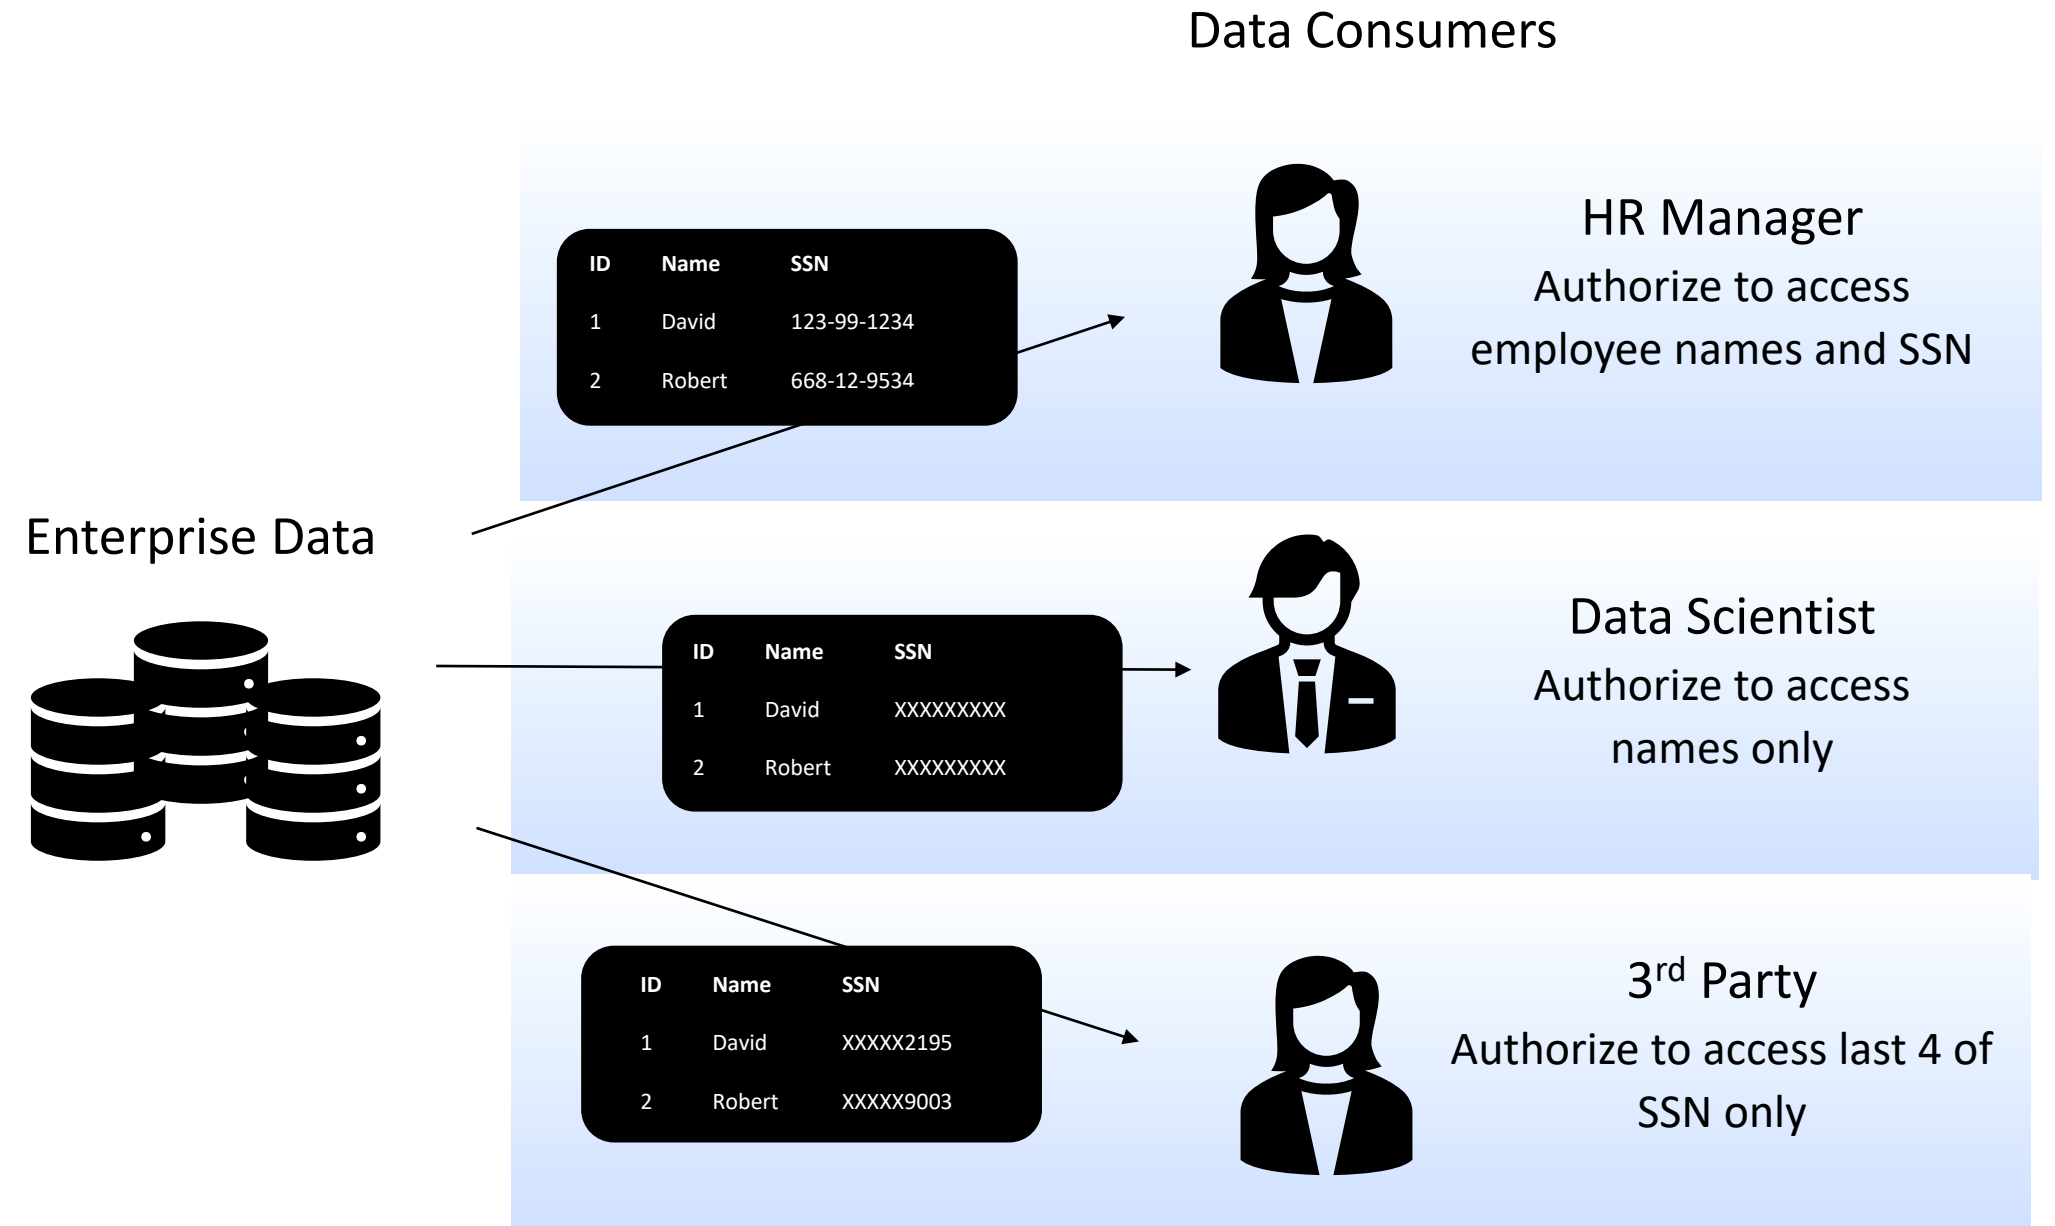 Data Consumers
ID Name SSN
1 David 123-99-1234
2 Robert 668-12-9534
HR Manager
Authorize to access
employee names and SSN
Enterprise Data
ID Name SSN
1 David XXXXXXXXX
2 Robert XXXXXXXXX
Data Scientist
Authorize to access
names only
ID Name SSN
1 David XXXXX2195
2 Robert XXXXX9003
3rd Party
Authorize to access last 4 of
SSN only